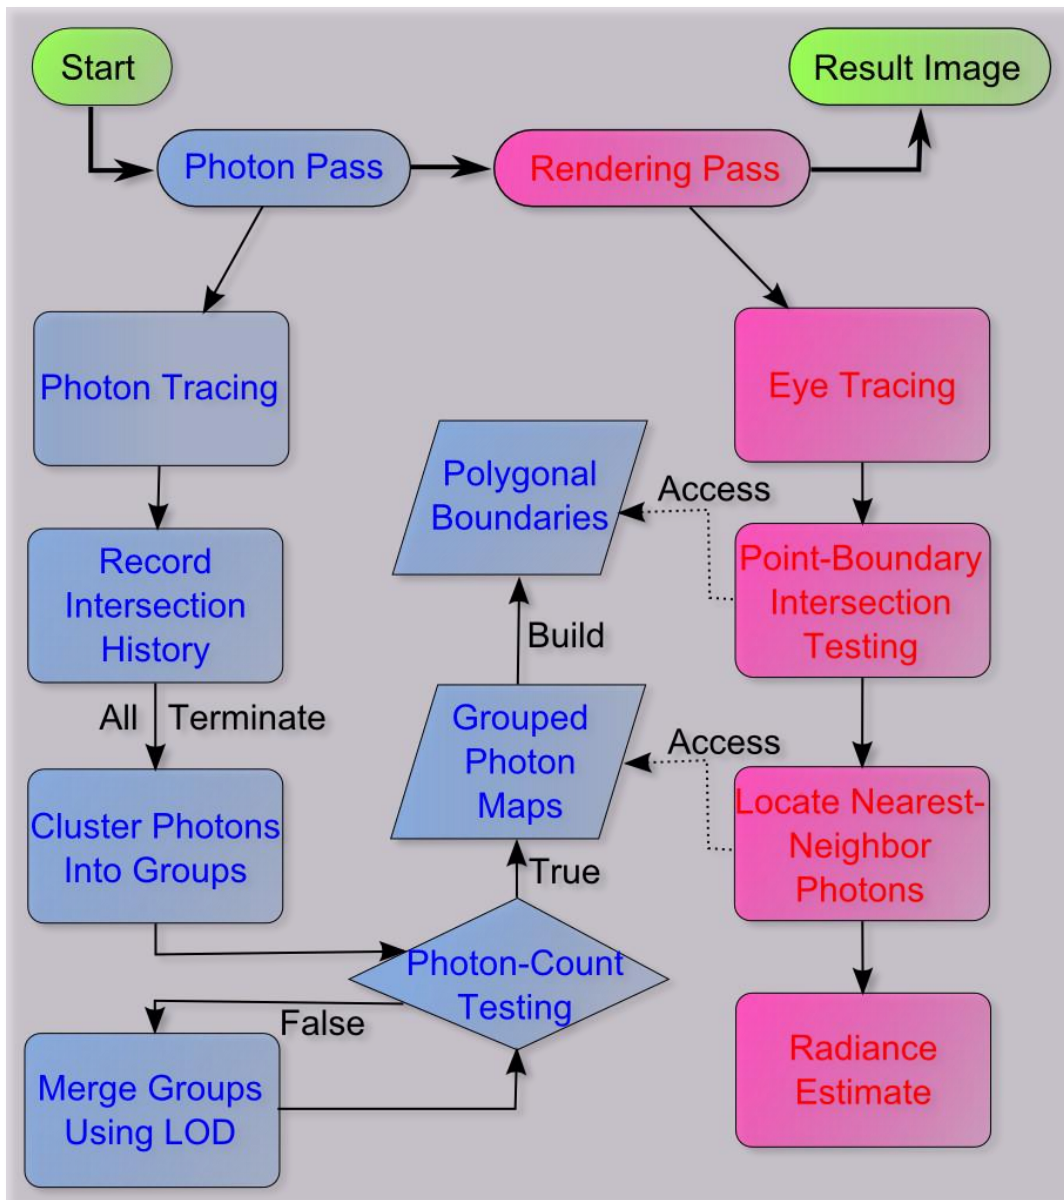 Start
Result Image
Photon Pass
Rendering Pass
Photon Tracing
Eye Tracing
Polygonal
Boundaries
Access
Record
Intersection
History
Point-Boundary
Intersection
Testing
Build
All Terminate
Grouped
Photon
Maps
Access
Cluster Photons
Into Groups
Locate Nearest-
Neighbor
Photons
True
Photon-Count
Testing
False
Merge Groups
Using LOD
Radiance
Estimate